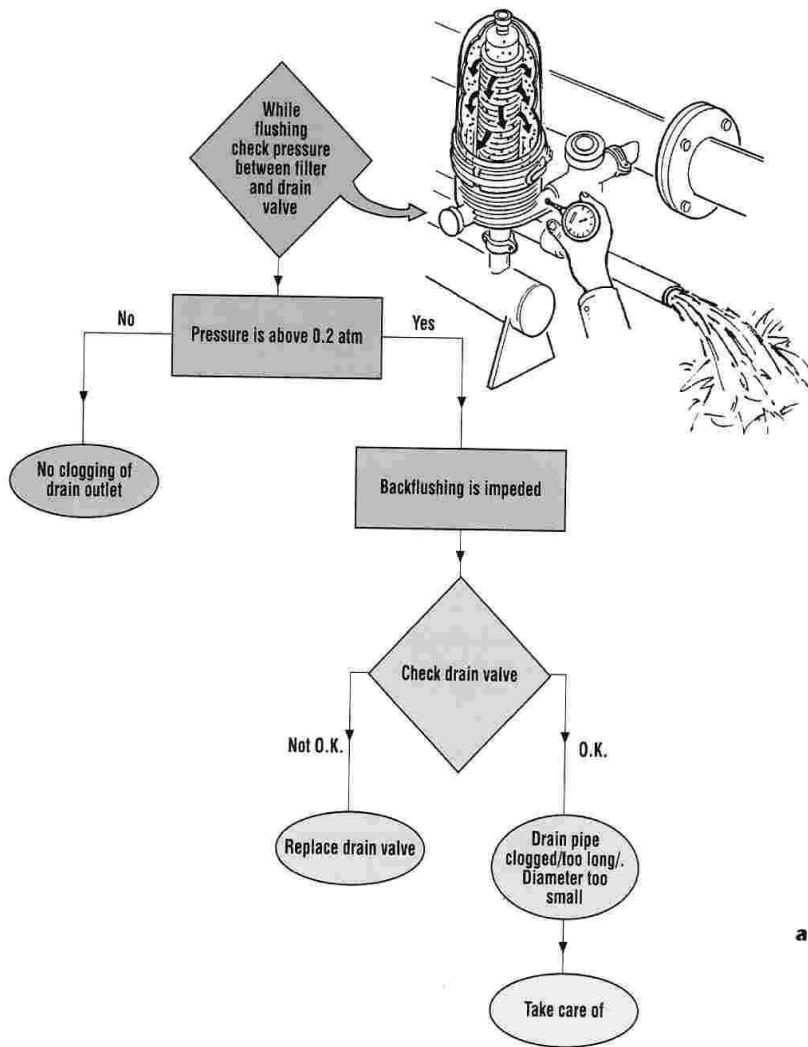 While
flushing
check pressure
between filter
and drain
valve
No
Pressure is above 0.2 atm
Yes
No clogging of
drain outlet
Backflushing is impeded
Check drain valve
Not O.K.
O.K.
Replace drain valve
Drain pipe
clogged/too long/.
Diameter too
small
a
Take care of